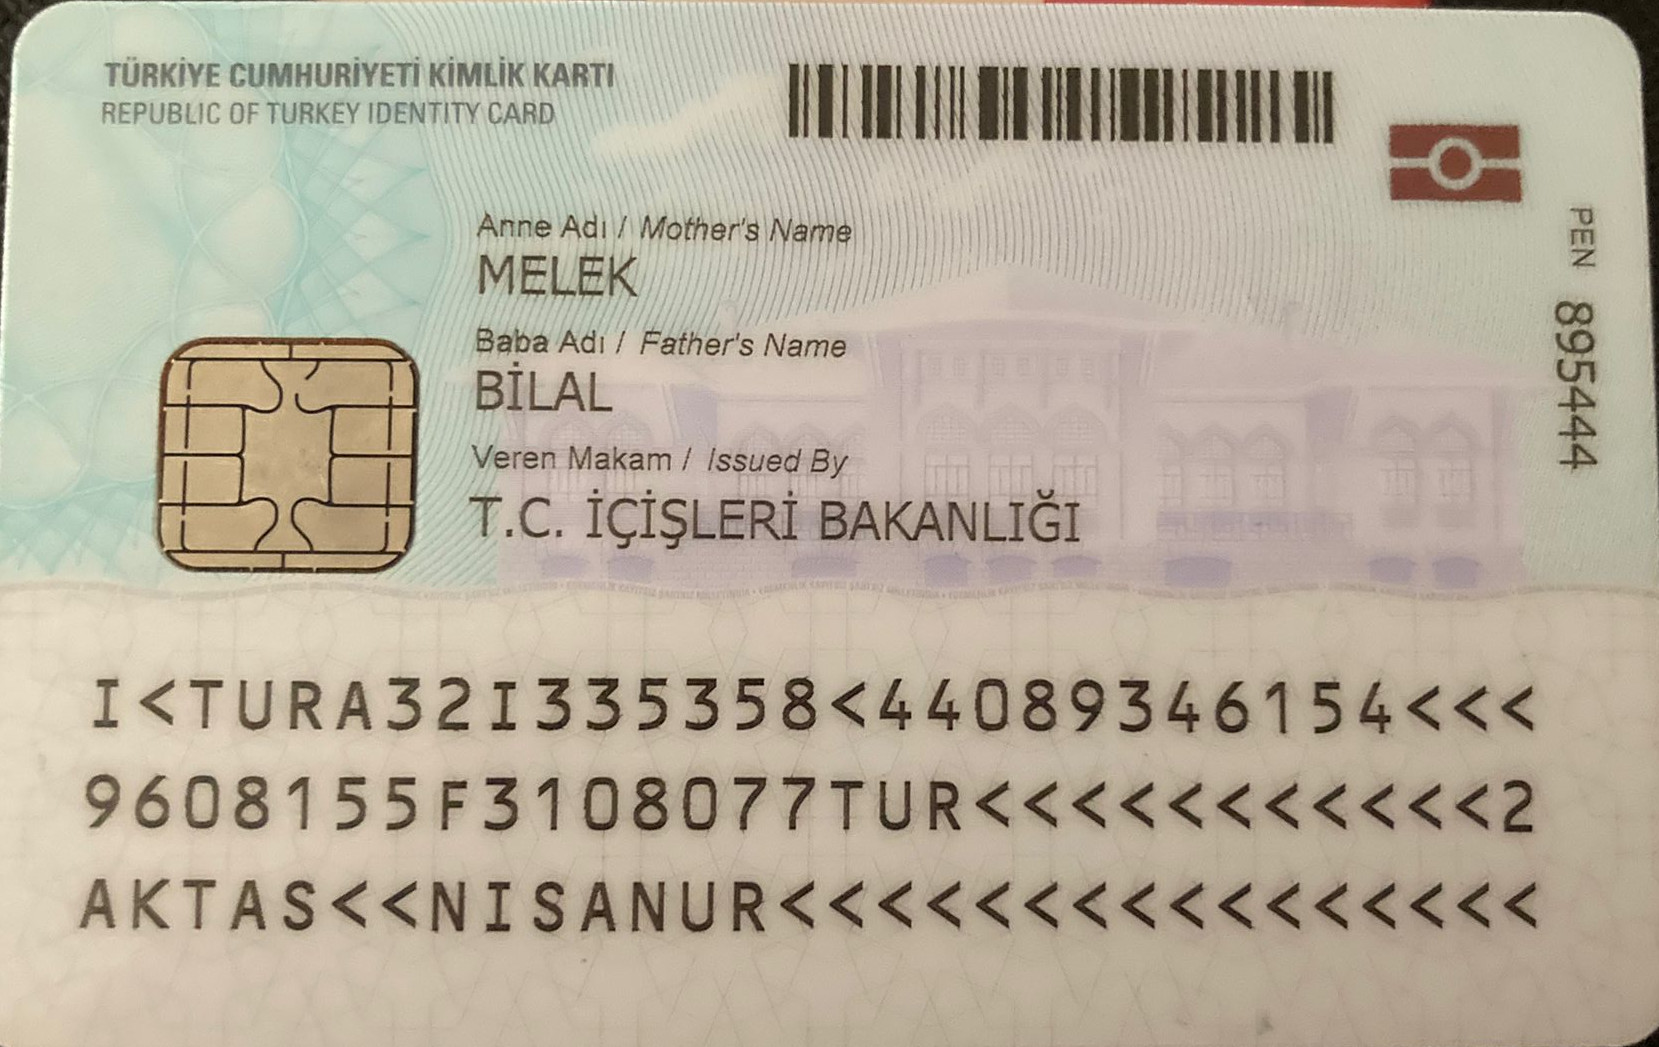 TÜRKİYE CUMHURİYETİ KİMLİK KARTI
REPUBLIC OF TURKEY IDENTITY CARD
Anne Adı / Mother's Name
MELEK
Baba Adı / Father's Name
BİLAL
Veren Makam / Issued By
T.C. İÇİŞLERİ BAKANLIĞI
PEN 895444
I<TURA32I335358<44089346154<<<
9608155F3108077TUR<<<<<<<<<<<2
AKTAS<<NISANUR<<<<<<<<<<<<<<<<